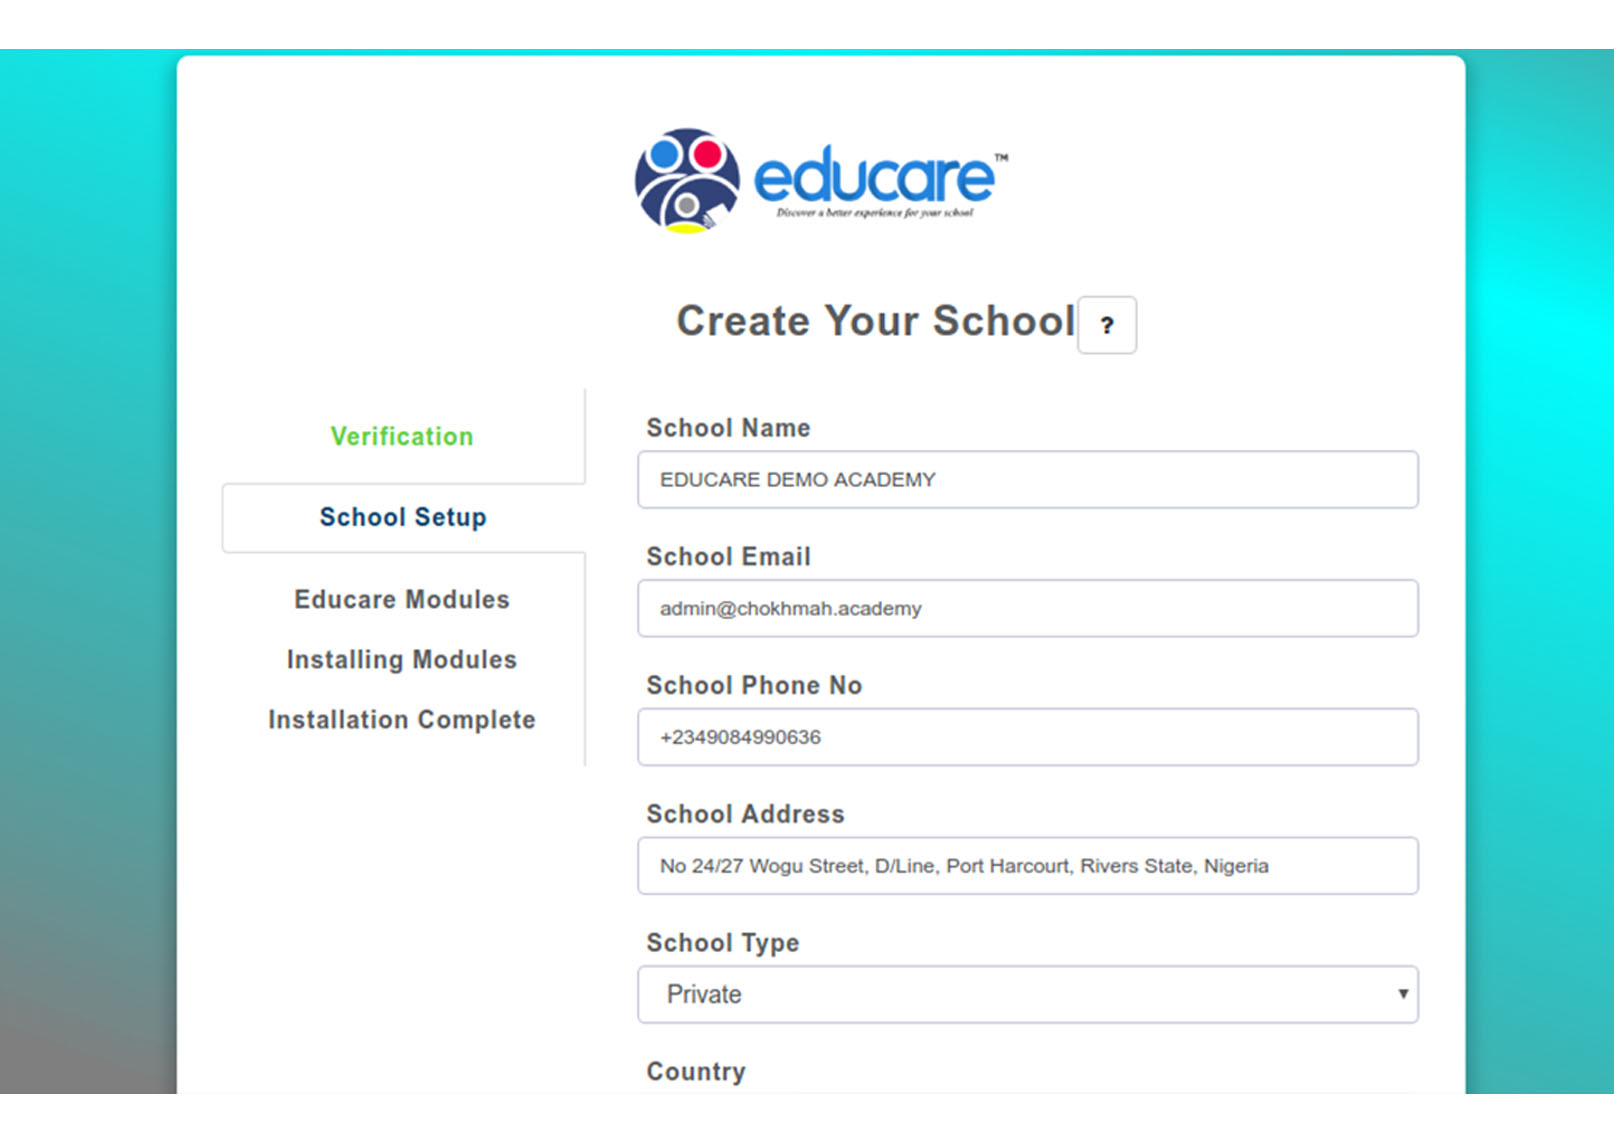 educare™
Discover a better experience for your school
Create Your School ?
Verification
School Setup
Educare Modules
Installing Modules
Installation Complete
School Name
EDUCARE DEMO ACADEMY
School Email
admin@chokhmah.academy
School Phone No
+2349084990636
School Address
No 24/27 Wogu Street, D/Line, Port Harcourt, Rivers State, Nigeria
School Type
Private
Country